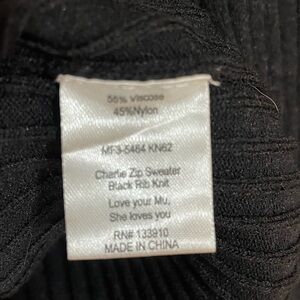 55% Viscose
45%Nylon
MF3-5464 KN62
Charlie Zip Sweater
Black Rib Knit
Love your Mu,
She loves you
RN# 133910
MADE IN CHINA